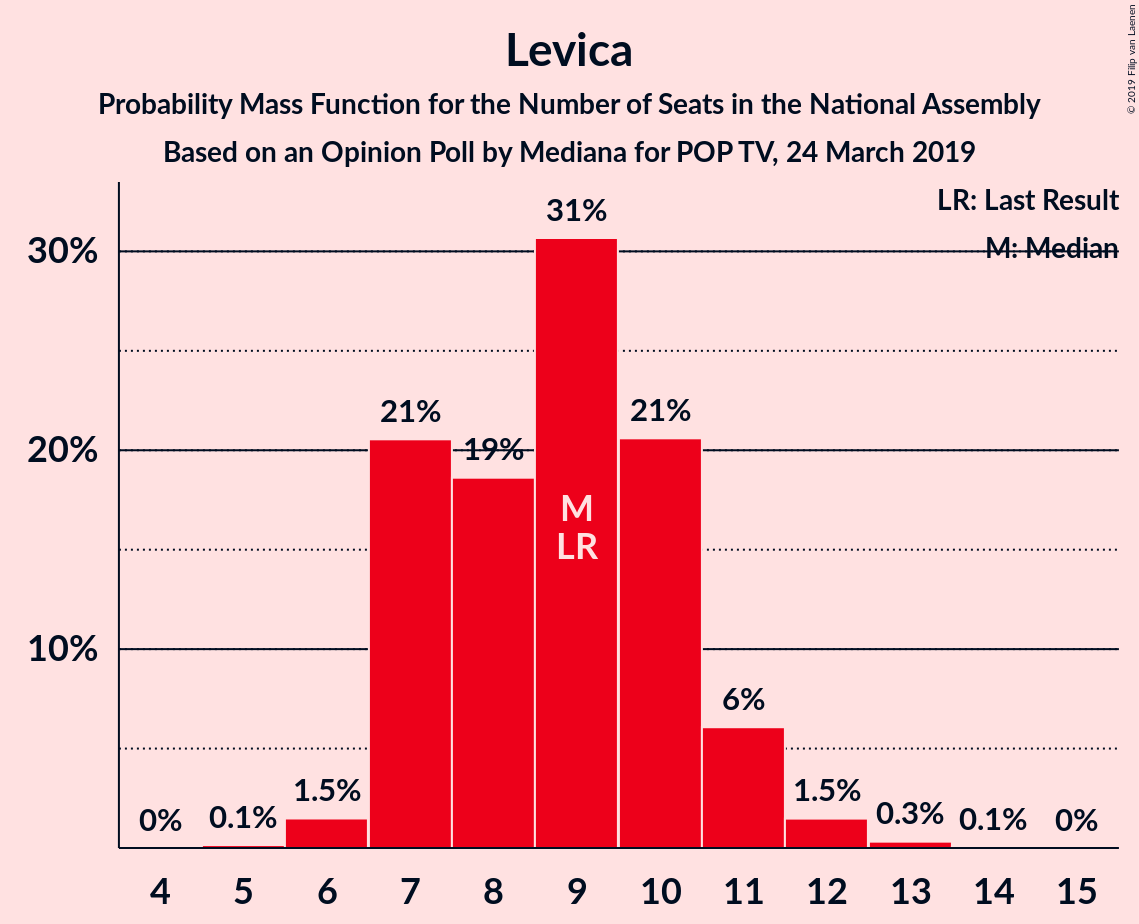 Levica
Probability Mass Function for the Number of Seats in the National Assembly
Based on an Opinion Poll by Mediana for POP TV, 24 March 2019
© 2019 Filip van Laenen
LR: Last Result
M: Median
30%
20%
10%
0%
0.1%
1.5%
21%
19%
31%
21%
6%
1.5%
0.3%
0.1%
0%
M
LR
4 5 6 7 8 9 10 11 12 13 14 15